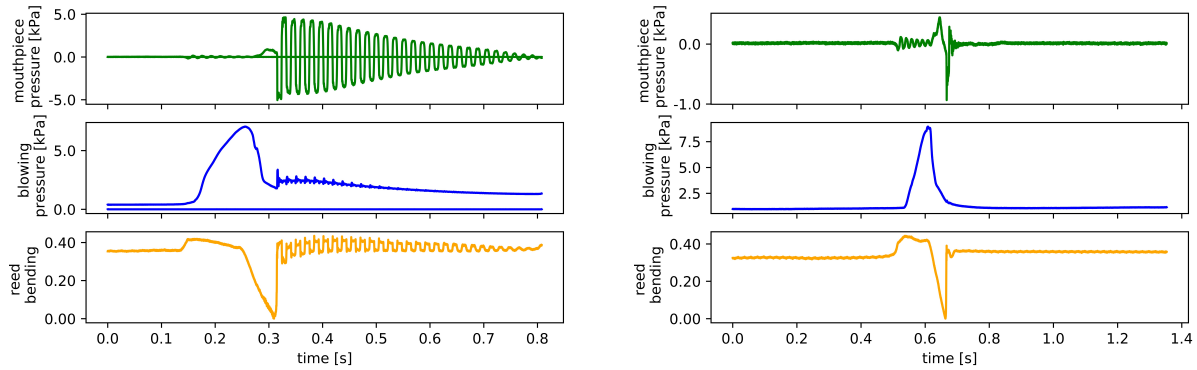 mouthpiece
pressure [kPa]
5.0
0.0
-5.0
blowing
pressure [kPa]
5.0
0.0
reed
bending
0.40
0.20
0.00
0.0 0.1 0.2 0.3 0.4 0.5 0.6 0.7 0.8
time [s]
mouthpiece
pressure [kPa]
0.0
-1.0
blowing
pressure [kPa]
7.5
5.0
2.5
reed
bending
0.40
0.20
0.00
0.0 0.2 0.4 0.6 0.8 1.0 1.2 1.4
time [s]